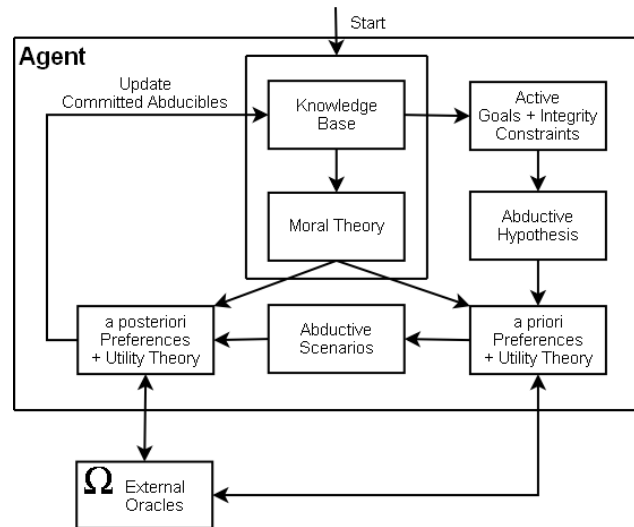 Start
Agent
Update
Committed Abducibles
Knowledge
Base
Active
Goals + Integrity
Constraints
Moral Theory
Abductive
Hypothesis
a posteriori
Preferences
+ Utility Theory
Abductive
Scenarios
a priori
Preferences
+ Utility Theory
Ω External
Oracles